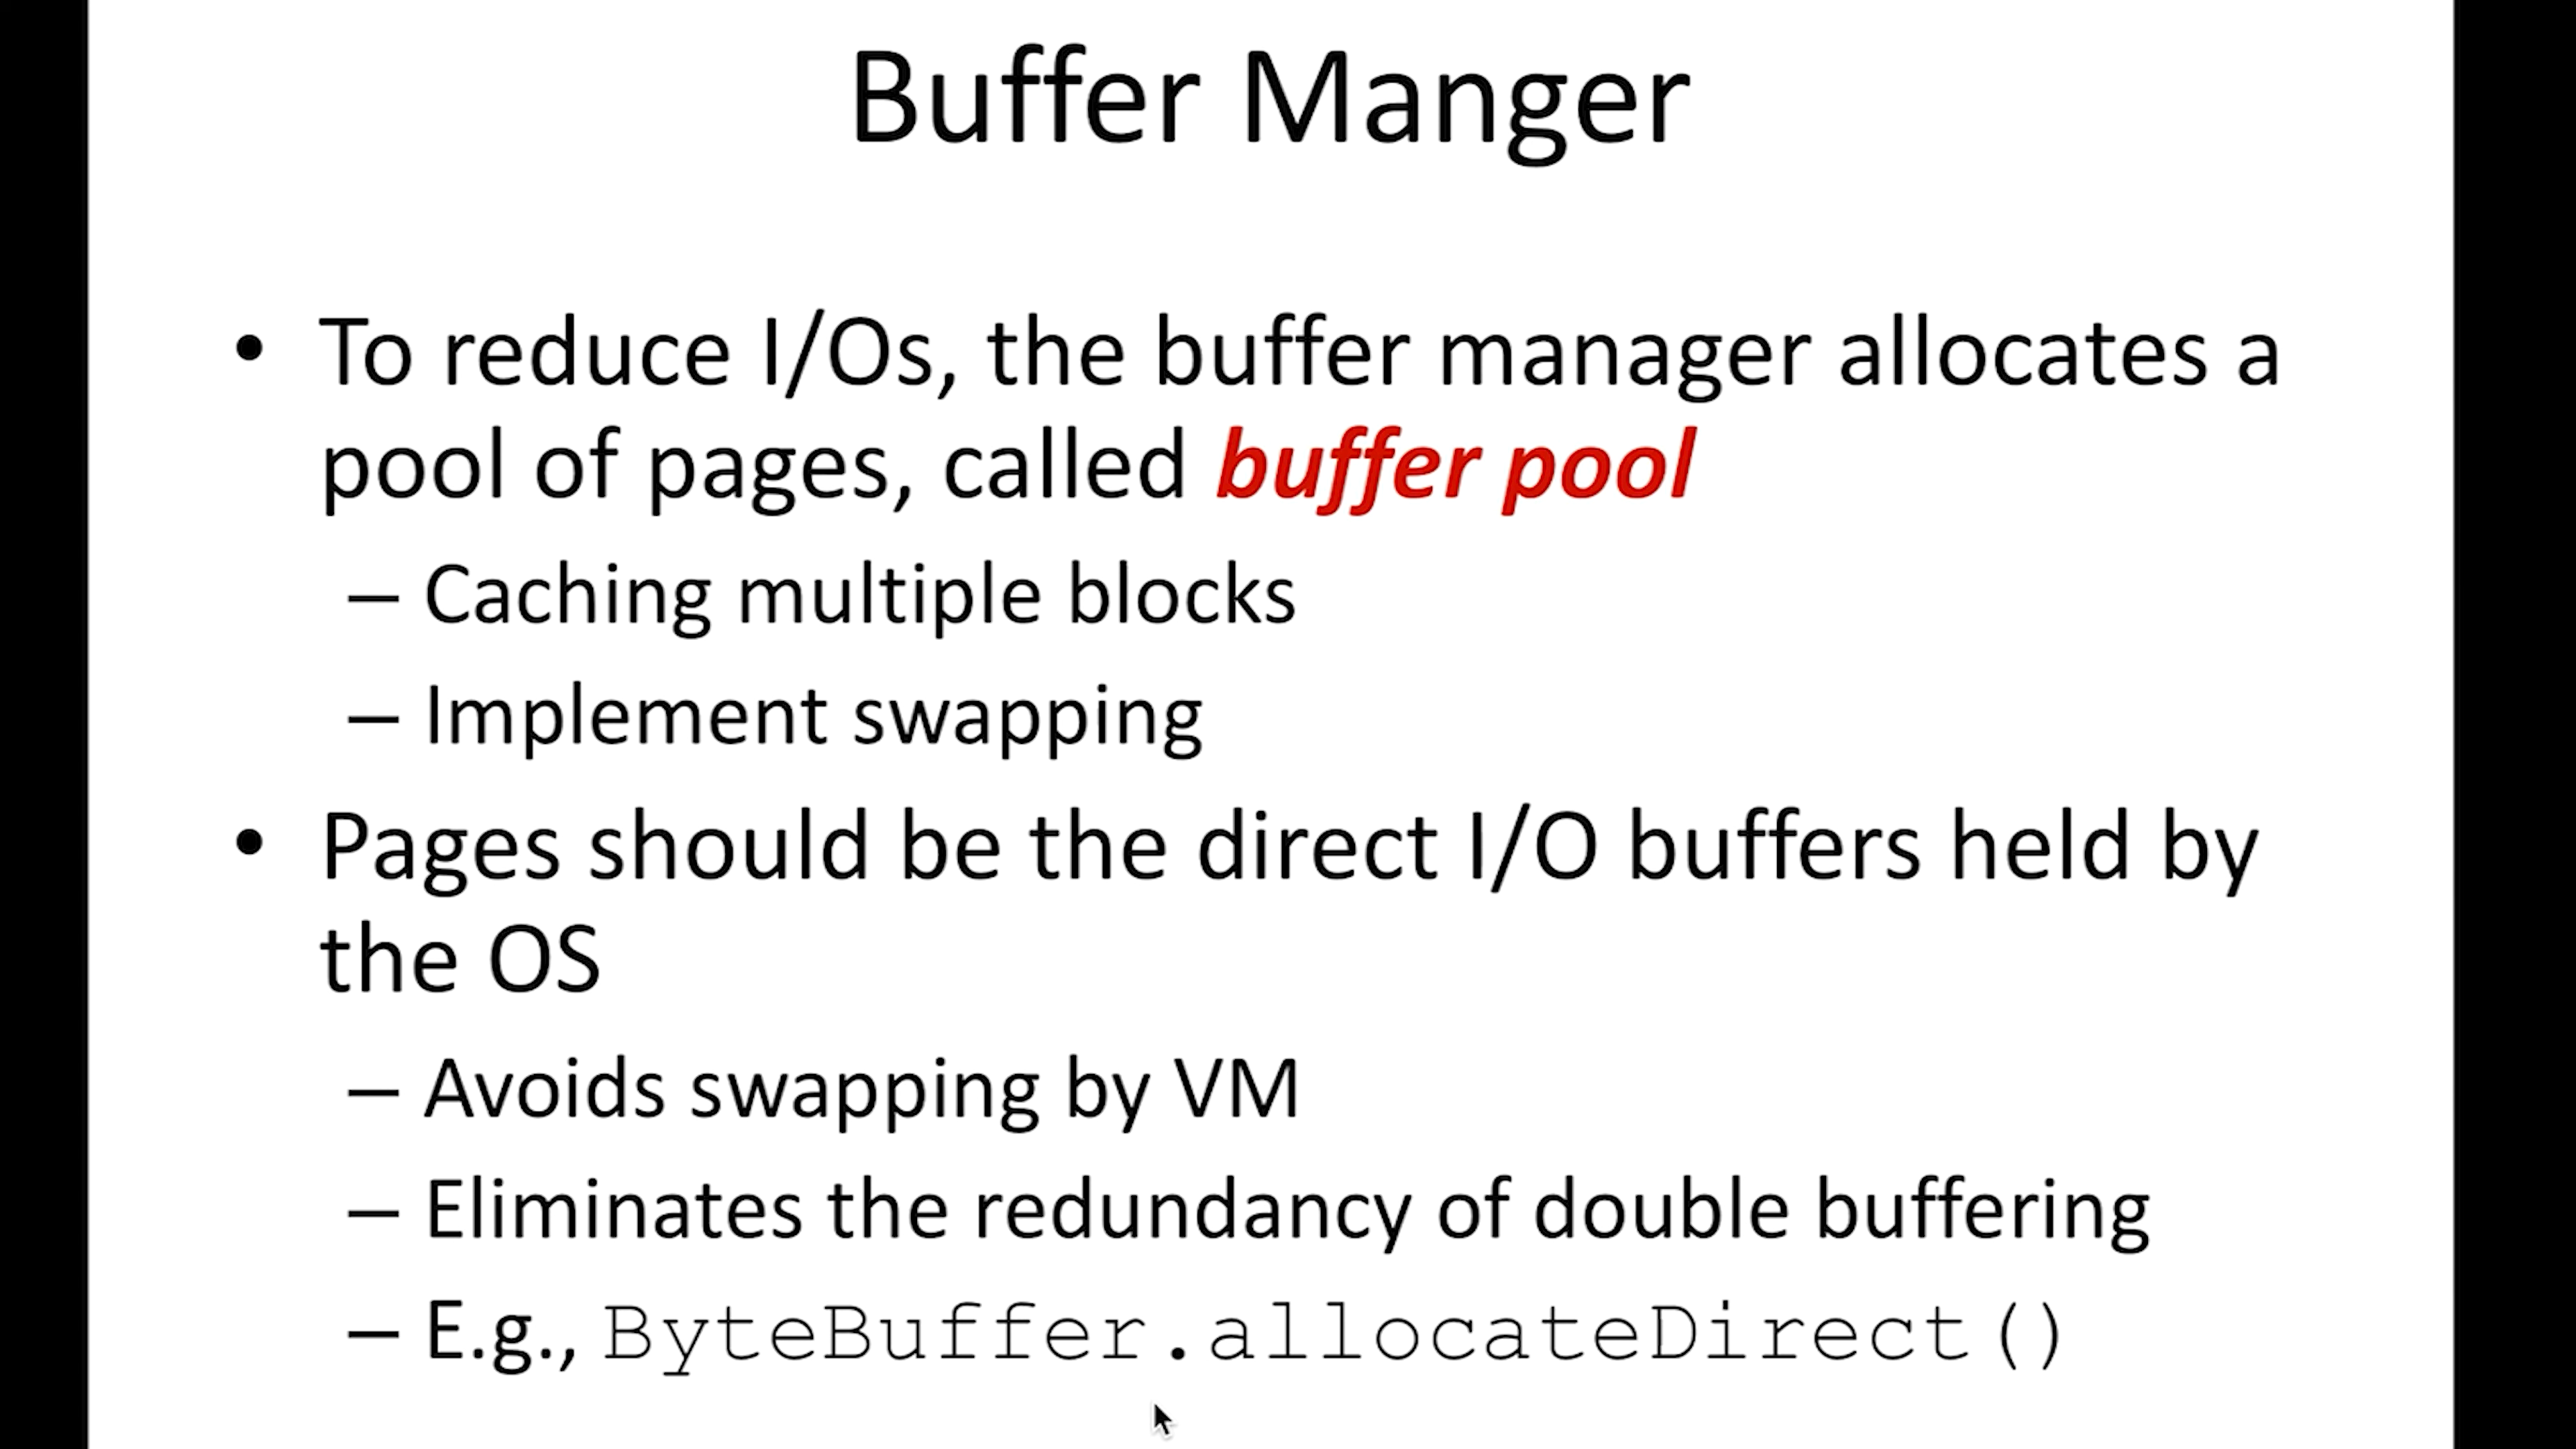 Buffer Manger
• To reduce I/Os, the buffer manager allocates a
pool of pages, called buffer pool
– Caching multiple blocks
– Implement swapping
• Pages should be the direct I/O buffers held by
the OS
– Avoids swapping by VM
– Eliminates the redundancy of double buffering
– E.g., ByteBuffer.allocateDirect()